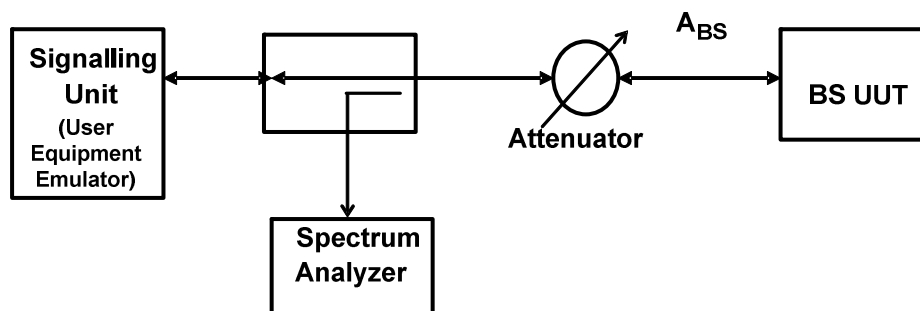 Signalling
Unit
(User
Equipment
Emulator)
A_BS
Attenuator
BS UUT
Spectrum
Analyzer